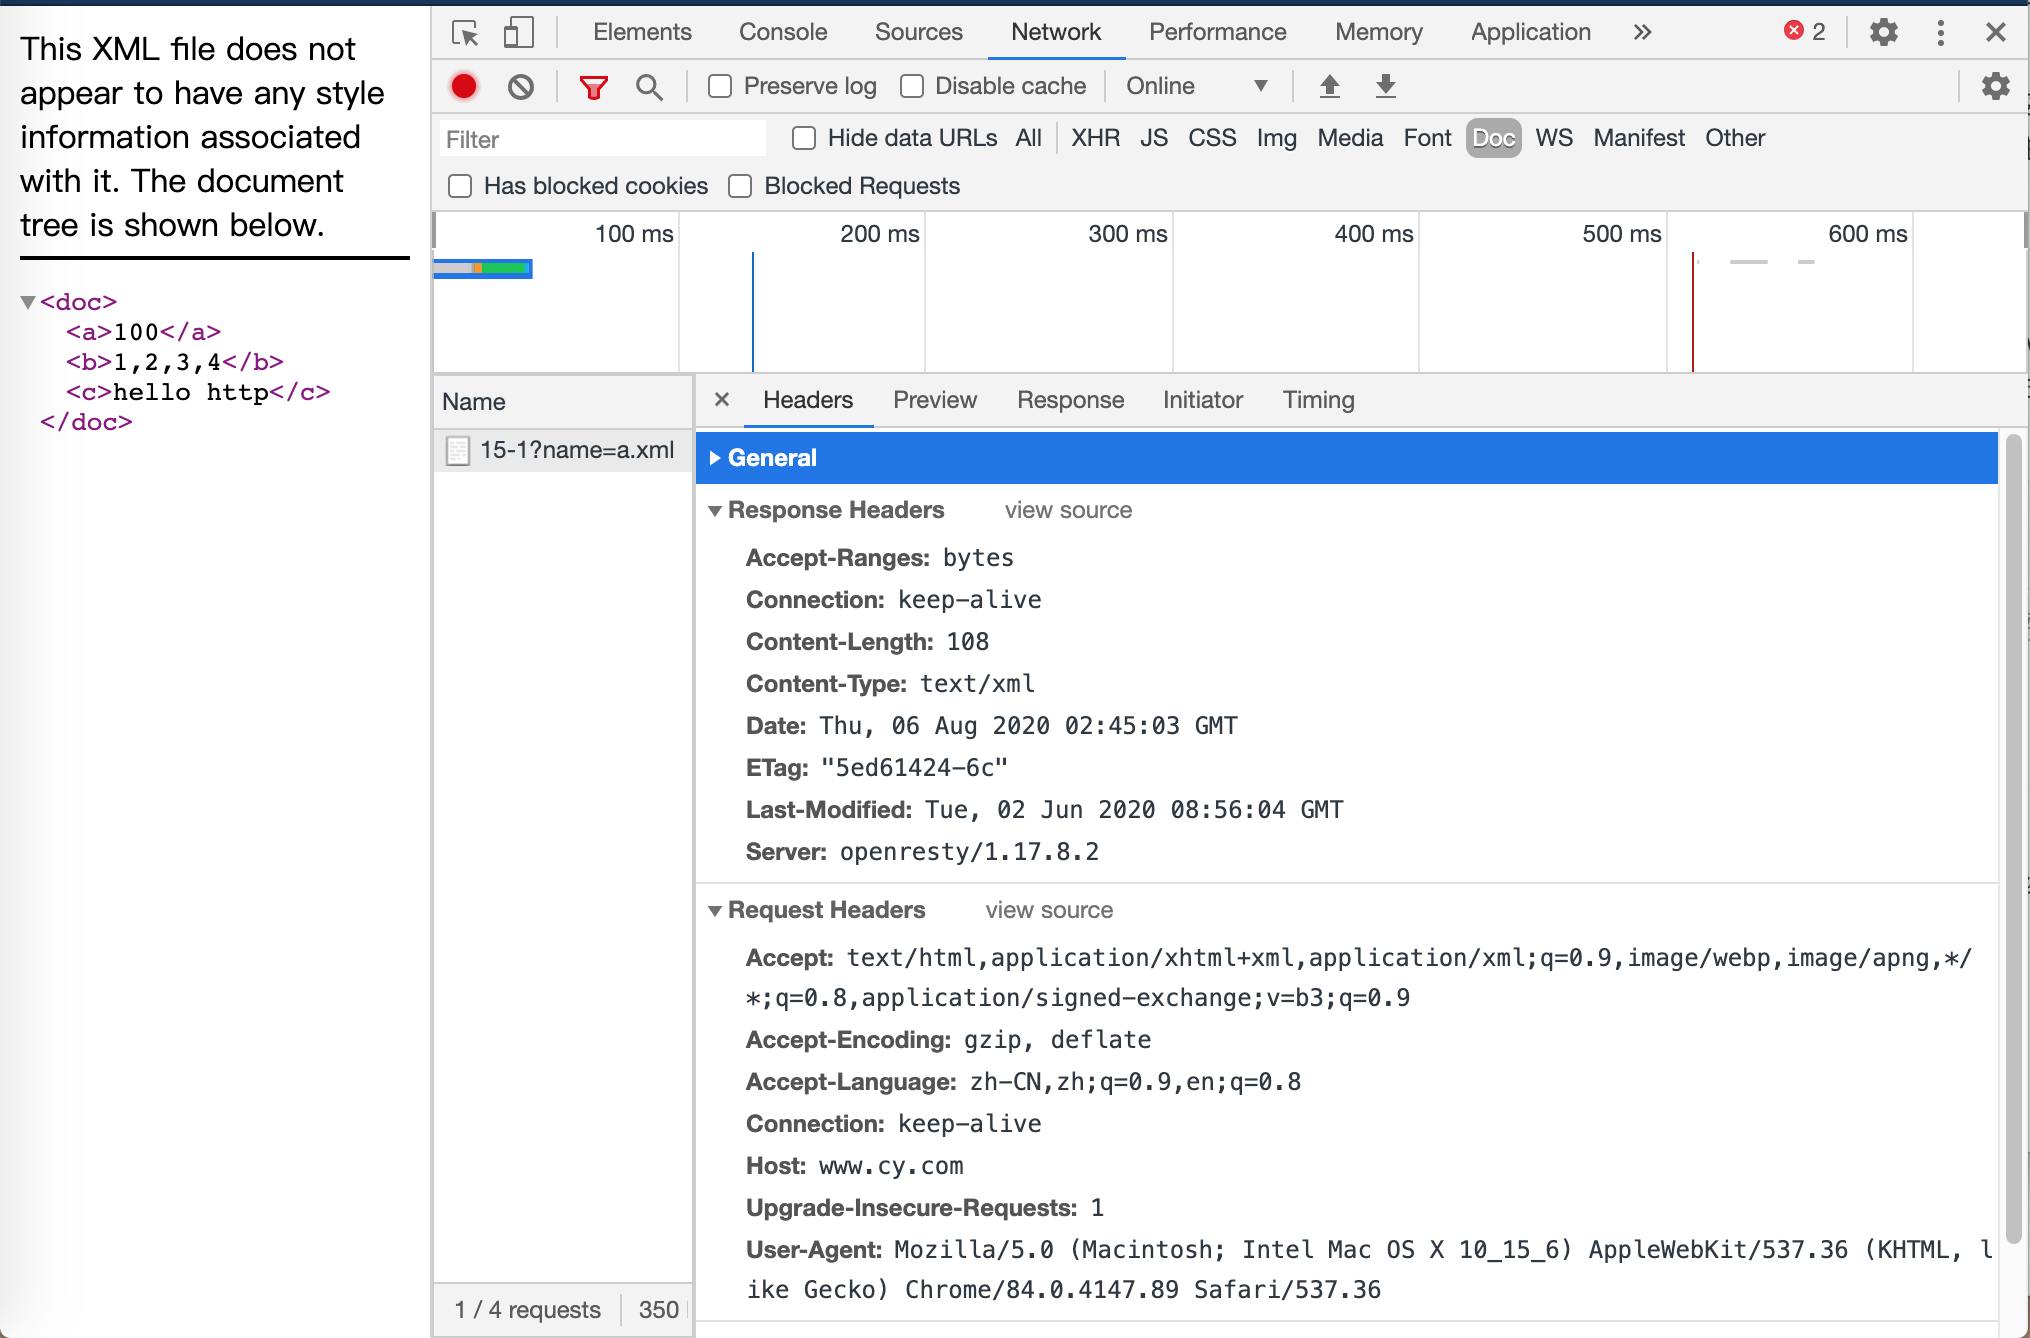 This XML file does not
appear to have any style
information associated
with it. The document
tree is shown below.
<doc>
<a>100</a>
<b>1,2,3,4</b>
<c>hello http</c>
</doc>
Elements Console Sources Network Performance Memory Application 2
Preserve log Disable cache Online
Filter Hide data URLs All XHR JS CSS Img Media Font Doc WS Manifest Other
Has blocked cookies Blocked Requests
100 ms 200 ms 300 ms 400 ms 500 ms 600 ms
Name
15-1?name=a.xml
1 / 4 requests 350
Headers Preview Response Initiator Timing
General
Response Headers view source
Accept-Ranges: bytes
Connection: keep-alive
Content-Length: 108
Content-Type: text/xml
Date: Thu, 06 Aug 2020 02:45:03 GMT
ETag: "5ed61424-6c"
Last-Modified: Tue, 02 Jun 2020 08:56:04 GMT
Server: openresty/1.17.8.2
Request Headers view source
Accept: text/html,application/xhtml+xml,application/xml;q=0.9,image/webp,image/apng,*/
*;q=0.8,application/signed-exchange;v=b3;q=0.9
Accept-Encoding: gzip, deflate
Accept-Language: zh-CN,zh;q=0.9,en;q=0.8
Connection: keep-alive
Host: www.cy.com
Upgrade-Insecure-Requests: 1
User-Agent: Mozilla/5.0 (Macintosh; Intel Mac OS X 10_15_6) AppleWebKit/537.36 (KHTML, l
ike Gecko) Chrome/84.0.4147.89 Safari/537.36